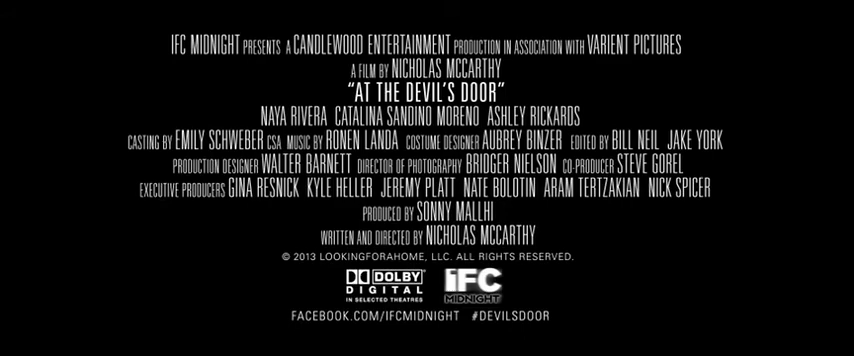 IFC MIDNIGHT PRESENTS A CANDLEWOOD ENTERTAINMENT PRODUCTION IN ASSOCIATION WITH VARIENT PICTURES
A FILM BY NICHOLAS MCCARTHY
"AT THE DEVIL'S DOOR"
NAYA RIVERA CATALINA SANDINO MORENO ASHLEY RICKARDS
CASTING BY EMILY SCHWEBER CSA MUSIC BY RONEN LANDA COSTUME DESIGNER AUBREY BINZER EDITED BY BILL NEIL JAKE YORK
PRODUCTION DESIGNER WALTER BARNETT DIRECTOR OF PHOTOGRAPHY BRIDGER NIELSON CO-PRODUCER STEVE GOREL
EXECUTIVE PRODUCERS GINA RESNICK KYLE HELLER JEREMY PLATT NATE BOLOTIN ARAM TERTZAKIAN NICK SPICER
PRODUCED BY SONNY MALLHI
WRITTEN AND DIRECTED BY NICHOLAS MCCARTHY
© 2013 LOOKINGFORAHOME, LLC. ALL RIGHTS RESERVED.
DOLBY
DIGITAL
IN SELECTED THEATRES
IFC
MIDNIGHT
FACEBOOK.COM/IFCMIDNIGHT #DEVILSDOOR